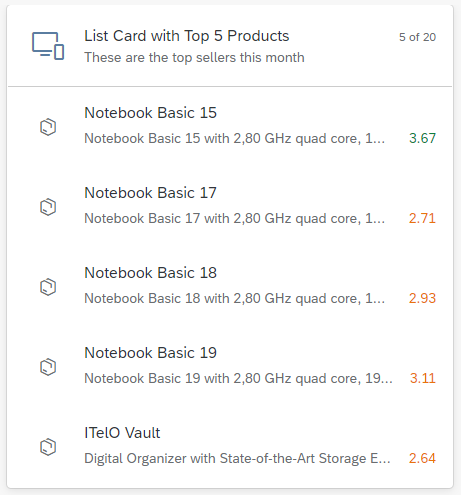 List Card with Top 5 Products 5 of 20
These are the top sellers this month
Notebook Basic 15
Notebook Basic 15 with 2,80 GHz quad core, 1... 3.67
Notebook Basic 17
Notebook Basic 17 with 2,80 GHz quad core, 1... 2.71
Notebook Basic 18
Notebook Basic 18 with 2,80 GHz quad core, 1... 2.93
Notebook Basic 19
Notebook Basic 19 with 2,80 GHz quad core, 19... 3.11
ITelO Vault
Digital Organizer with State-of-the-Art Storage E... 2.64